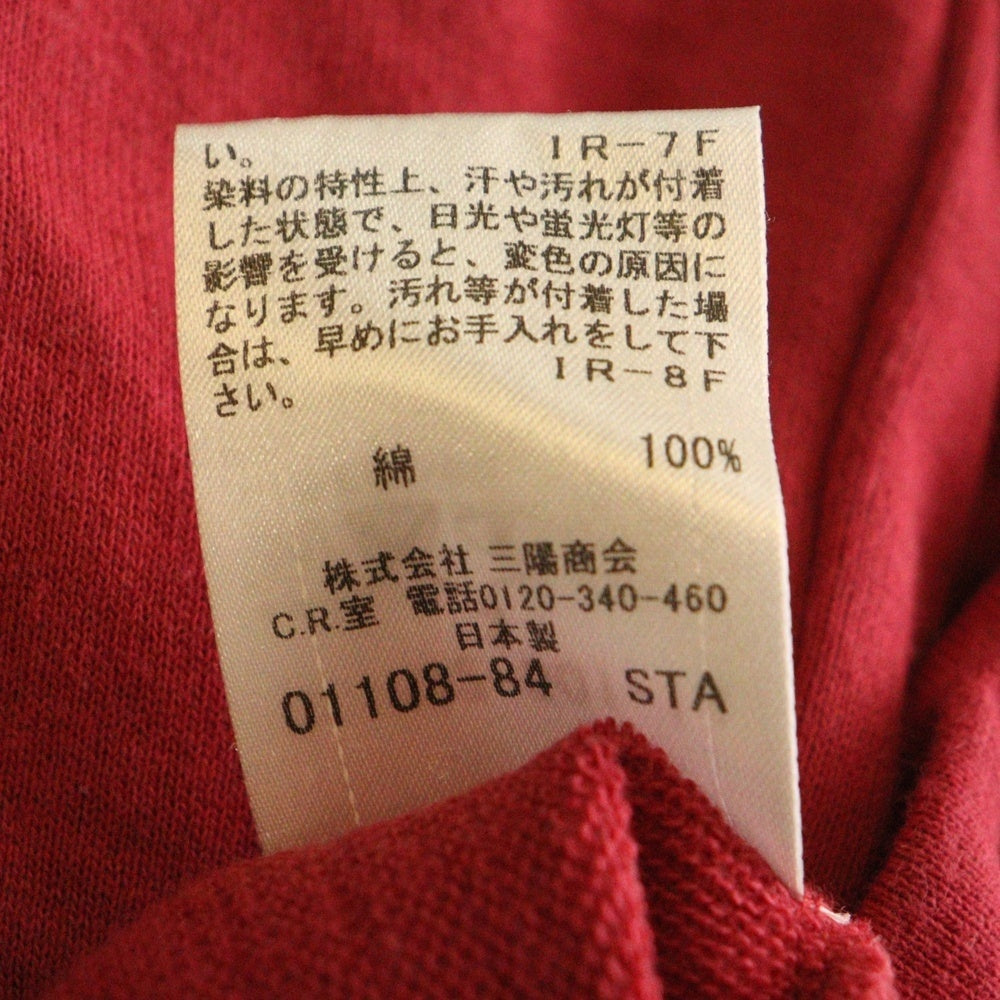 い。 IR-7F
染料の特性上、汗や汚れが付着
した状態で、日光や蛍光灯等の
影響を受けると、変色の原因に
なります。汚れ等が付着した場
合は、早めにお手入れをして下
さい。 IR-8F
綿 100%
株式会社 三陽商会
C.R.室 電話0120-340-460
日本製
01108-84 STA